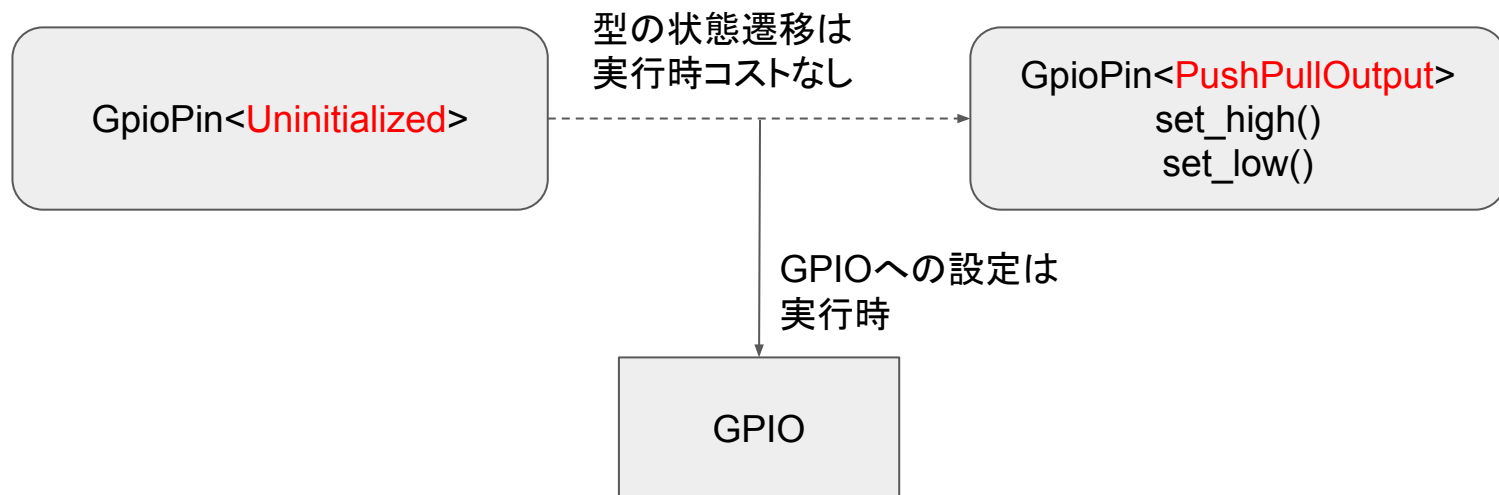 GpioPin<Uninitialized>
型の状態遷移は
実行時コストなし
GpioPin<PushPullOutput>
set_high()
set_low()
GPIOへの設定は
実行時
GPIO